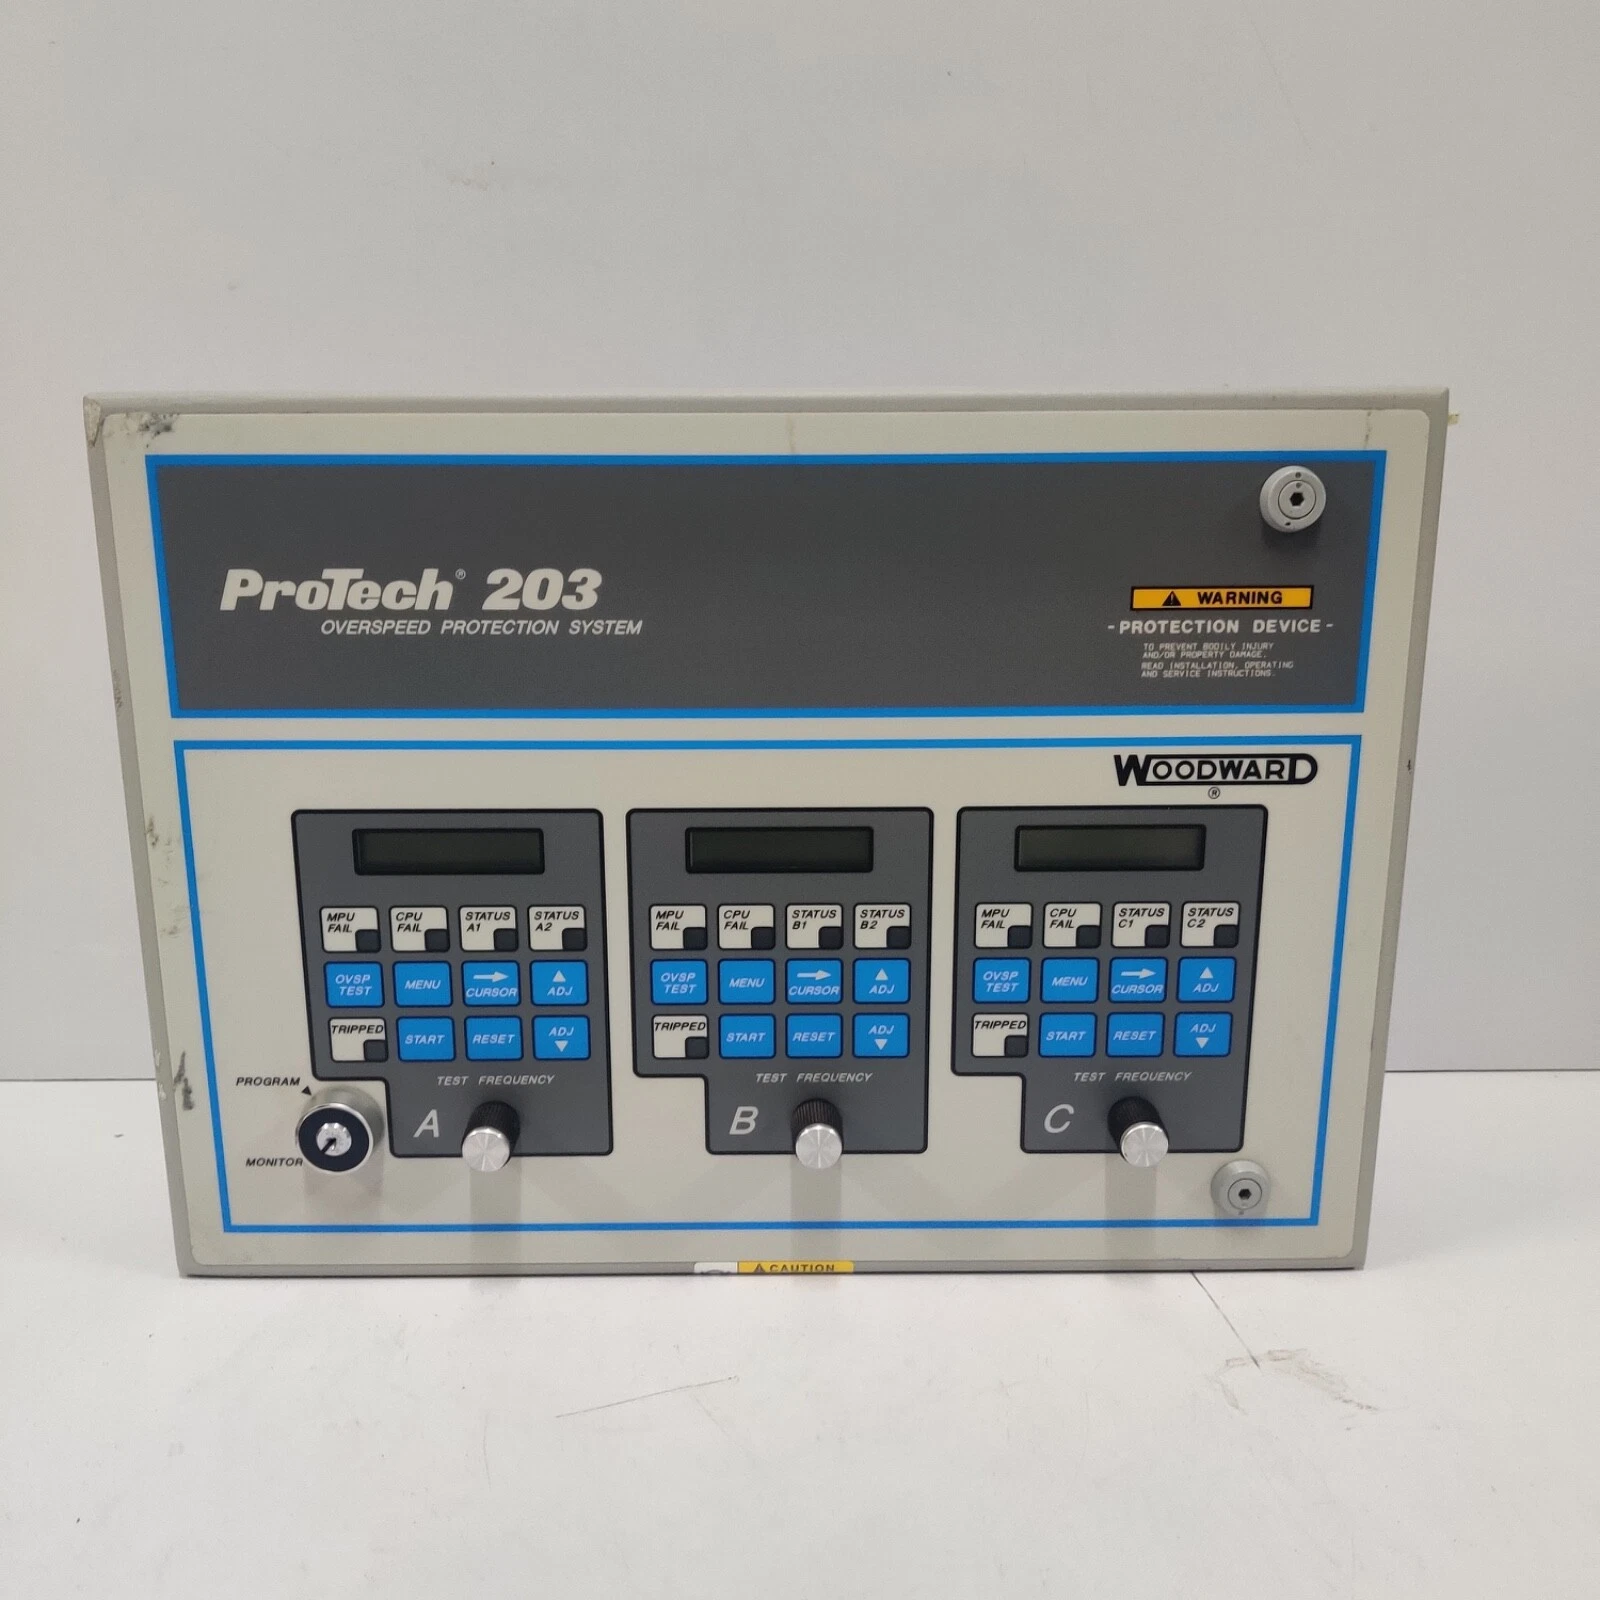 ProTech® 203
OVERSPEED PROTECTION SYSTEM
WARNING
- PROTECTION DEVICE -
TO PREVENT BODILY INJURY
AND/OR PROPERTY DAMAGE,
READ INSTALLATION, OPERATING
AND SERVICE INSTRUCTIONS.
WOODWARD
®
MPU FAIL
CPU FAIL
STATUS A1
STATUS A2
OVSP TEST
MENU
CURSOR
ADJ
TRIPPED
START
RESET
ADJ
TEST FREQUENCY
A
MPU FAIL
CPU FAIL
STATUS B1
STATUS B2
OVSP TEST
MENU
CURSOR
ADJ
TRIPPED
START
RESET
ADJ
TEST FREQUENCY
B
MPU FAIL
CPU FAIL
STATUS C1
STATUS C2
OVSP TEST
MENU
CURSOR
ADJ
TRIPPED
START
RESET
ADJ
TEST FREQUENCY
C
PROGRAM
MONITOR
CAUTION